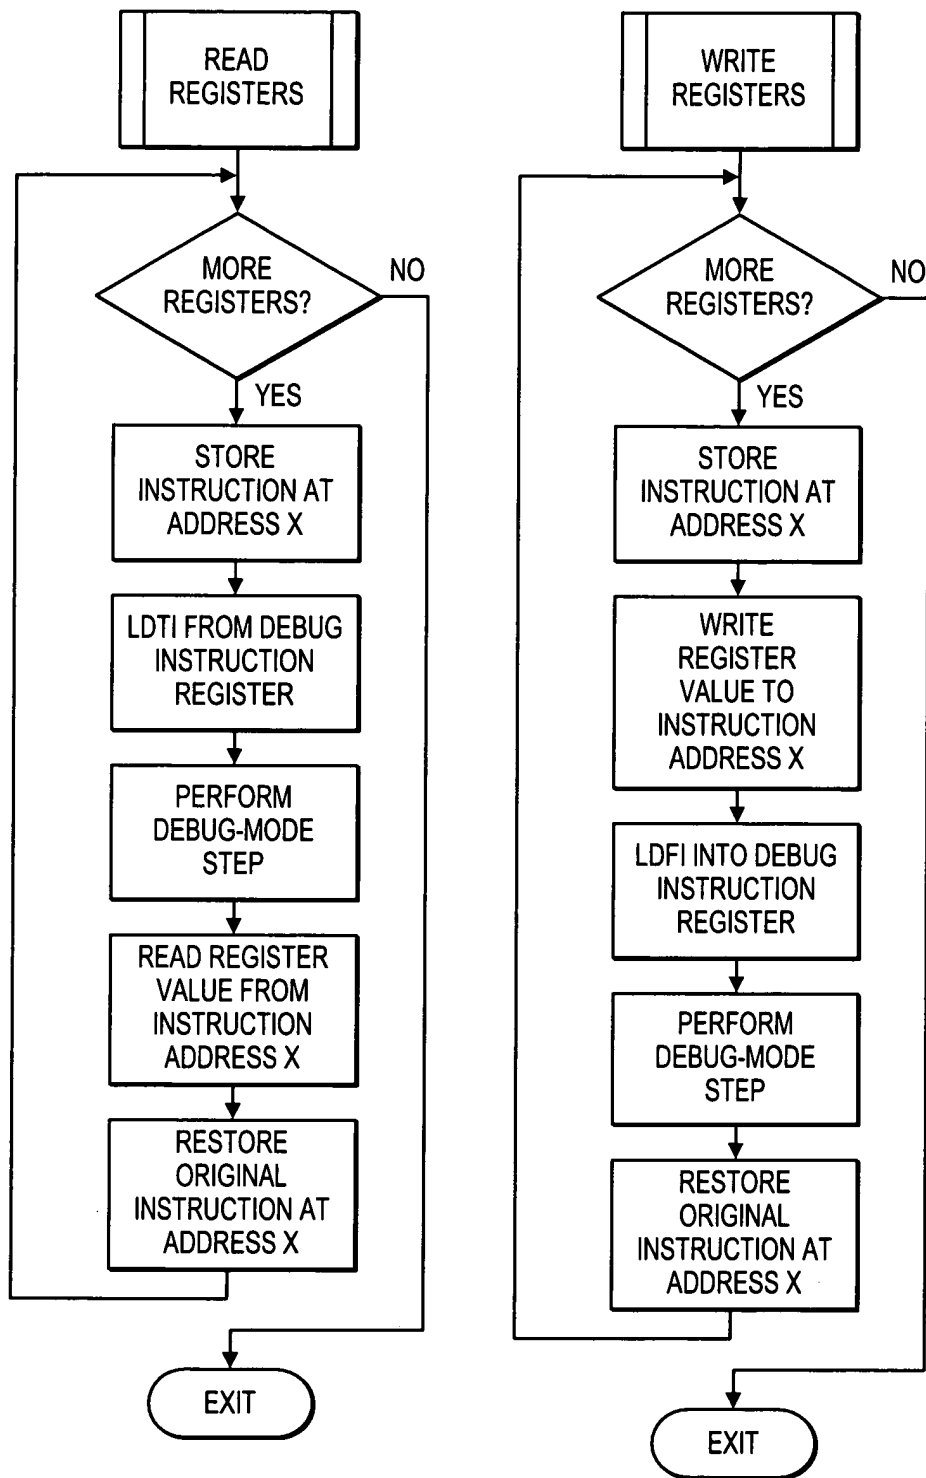 READ
REGISTERS
MORE
REGISTERS?
NO
YES
STORE
INSTRUCTION AT
ADDRESS X
LDTI FROM DEBUG
INSTRUCTION
REGISTER
PERFORM
DEBUG-MODE
STEP
READ REGISTER
VALUE FROM
INSTRUCTION
ADDRESS X
RESTORE
ORIGINAL
INSTRUCTION AT
ADDRESS X
EXIT
WRITE
REGISTERS
MORE
REGISTERS?
NO
YES
STORE
INSTRUCTION AT
ADDRESS X
WRITE
REGISTER
VALUE TO
INSTRUCTION
ADDRESS X
LDFI INTO DEBUG
INSTRUCTION
REGISTER
PERFORM
DEBUG-MODE
STEP
RESTORE
ORIGINAL
INSTRUCTION AT
ADDRESS X
EXIT